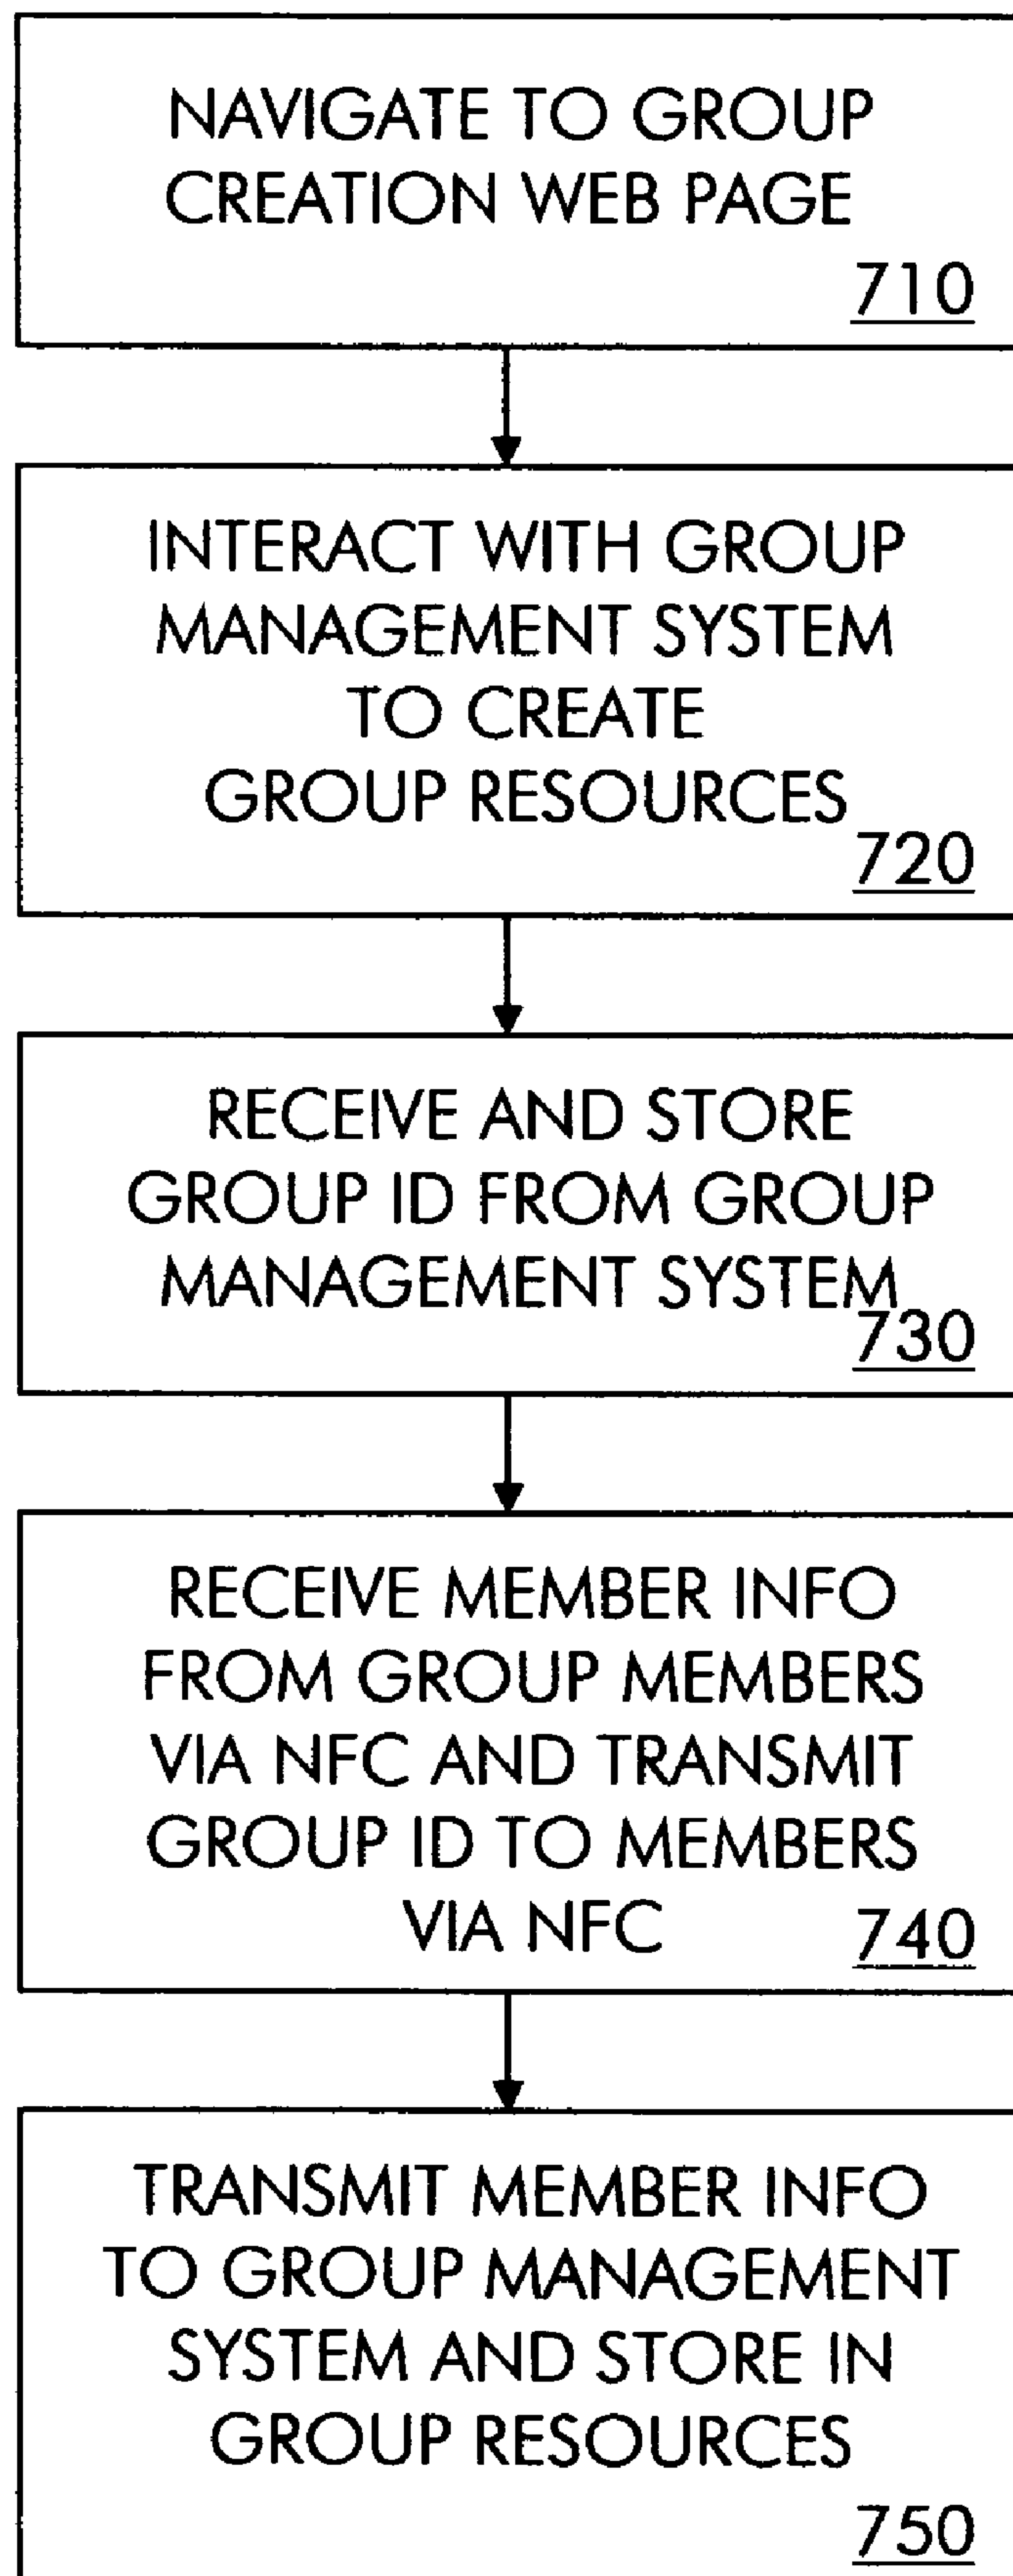 NAVIGATE TO GROUP
CREATION WEB PAGE
710
INTERACT WITH GROUP
MANAGEMENT SYSTEM
TO CREATE
GROUP RESOURCES
720
RECEIVE AND STORE
GROUP ID FROM GROUP
MANAGEMENT SYSTEM
730
RECEIVE MEMBER INFO
FROM GROUP MEMBERS
VIA NFC AND TRANSMIT
GROUP ID TO MEMBERS
VIA NFC
740
TRANSMIT MEMBER INFO
TO GROUP MANAGEMENT
SYSTEM AND STORE IN
GROUP RESOURCES
750